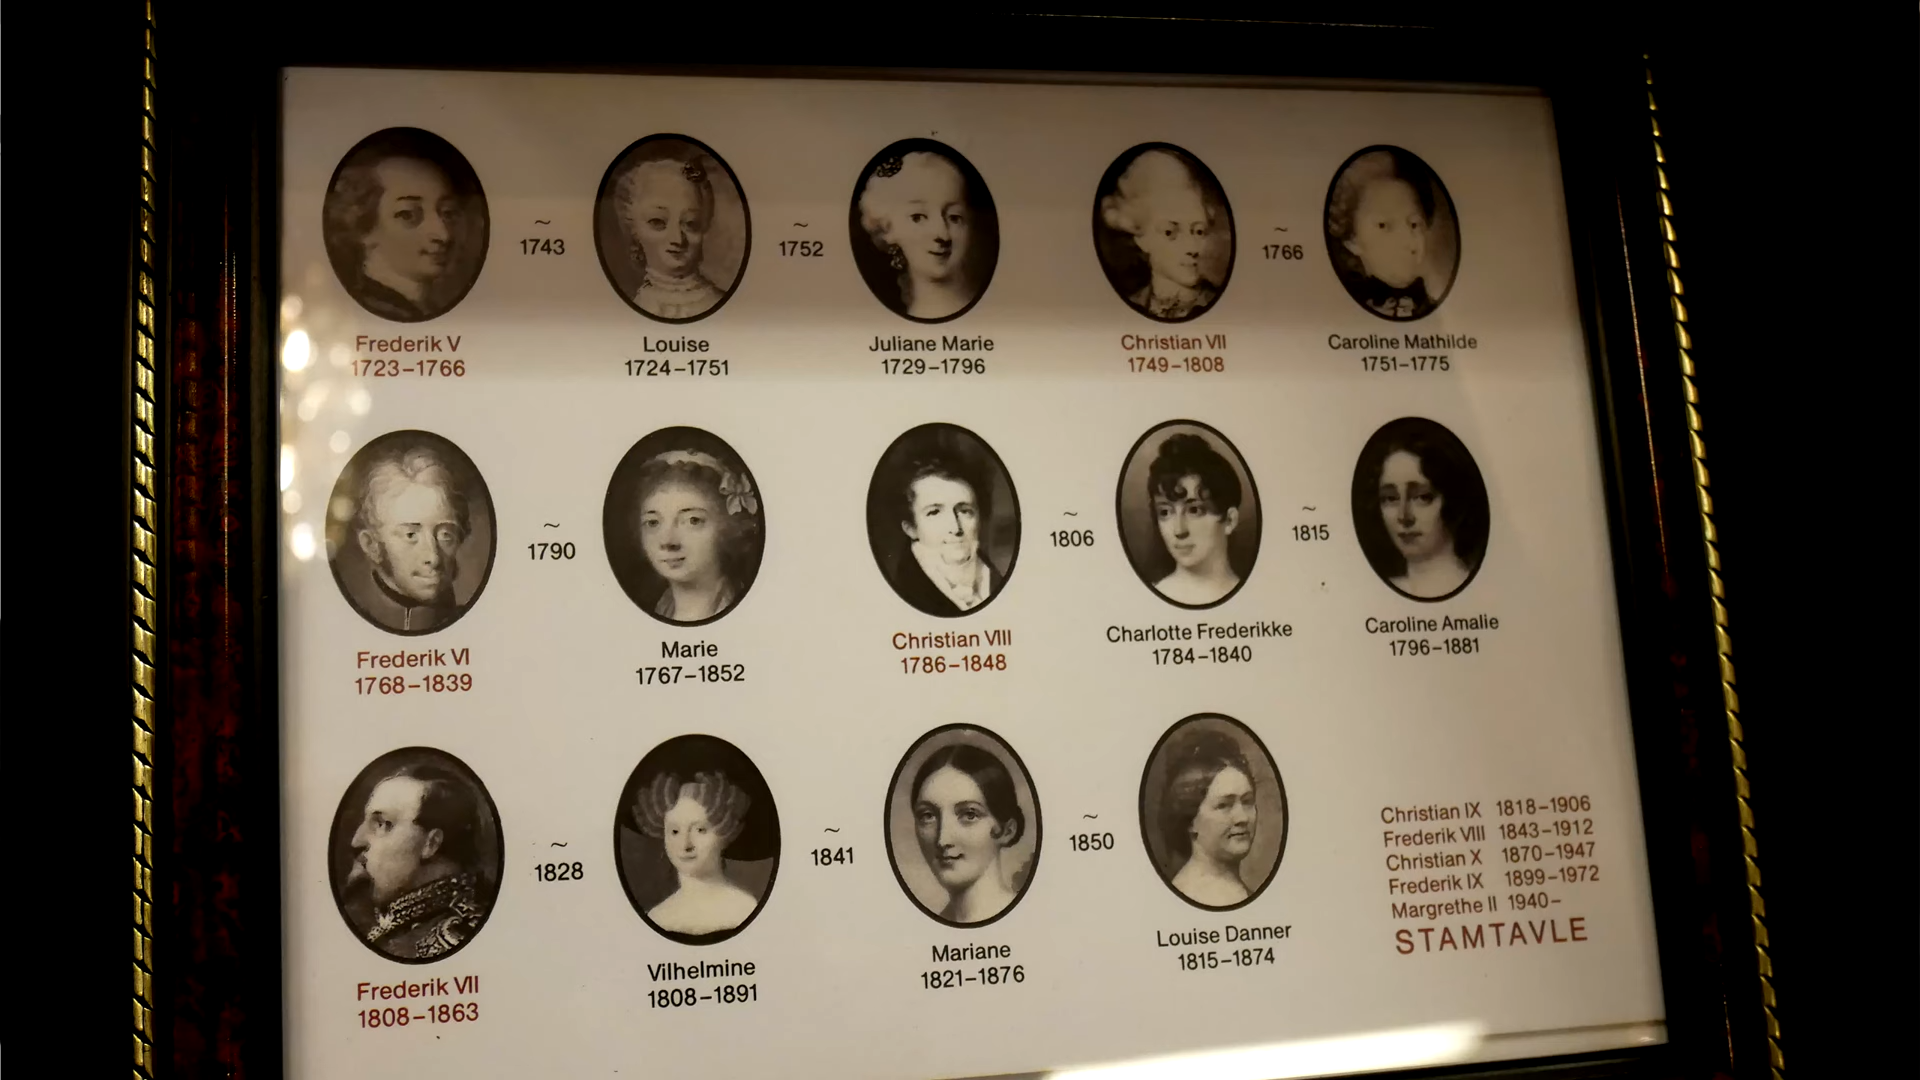 ~
1743
~
1752
~
1766
Frederik V
1723–1766
Louise
1724–1751
Juliane Marie
1729–1796
Christian VII
1749–1808
Caroline Mathilde
1751–1775
~
1790
~
1806
~
1815
Frederik VI
1768–1839
Marie
1767–1852
Christian VIII
1786–1848
Charlotte Frederikke
1784–1840
Caroline Amalie
1796–1881
~
1828
~
1841
~
1850
Frederik VII
1808–1863
Vilhelmine
1808–1891
Mariane
1821–1876
Louise Danner
1815–1874
Christian IX 1818–1906
Frederik VIII 1843–1912
Christian X 1870–1947
Frederik IX 1899–1972
Margrethe II 1940–
STAMTAVLE